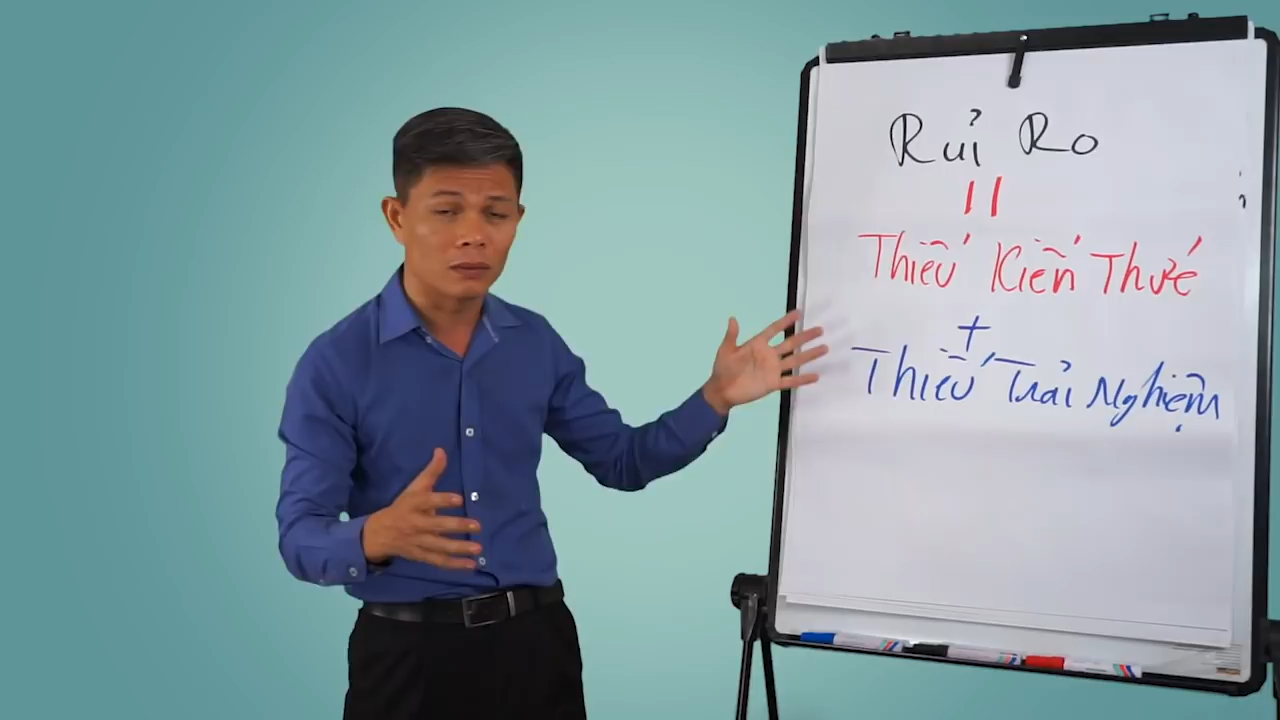 Rủi Ro
=
Thiếu Kiến Thức
+
Thiếu Trải Nghiệm